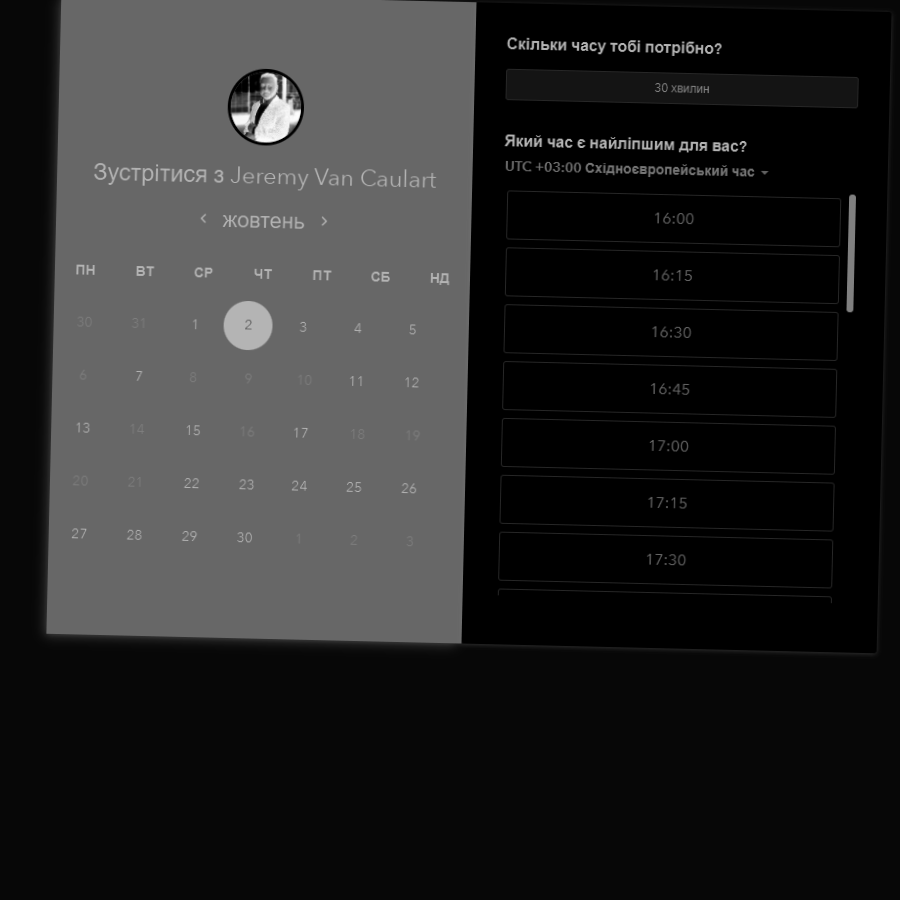 Зустрітися з Jeremy Van Caulart
‹ жовтень ›
ПН ВТ СР ЧТ ПТ СБ НД
30 31 1 2 3 4 5
6 7 8 9 10 11 12
13 14 15 16 17 18 19
20 21 22 23 24 25 26
27 28 29 30 1 2 3
Скільки часу тобі потрібно?
30 хвилин
Який час є найліпшим для вас?
UTC +03:00 Східноєвропейський час
16:00
16:15
16:30
16:45
17:00
17:15
17:30